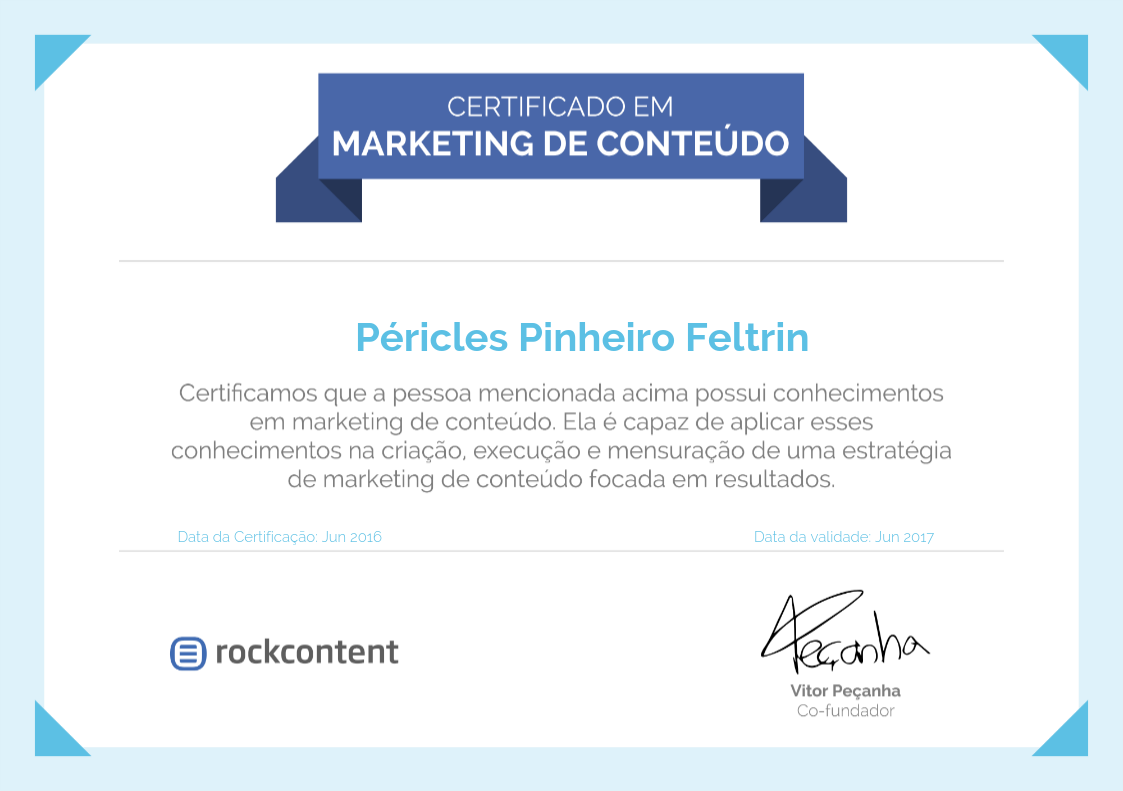 CERTIFICADO EM
MARKETING DE CONTEÚDO
Péricles Pinheiro Feltrin
Certificamos que a pessoa mencionada acima possui conhecimentos
em marketing de conteúdo. Ela é capaz de aplicar esses
conhecimentos na criação, execução e mensuração de uma estratégia
de marketing de conteúdo focada em resultados.
Data da Certificação: Jun 2016
Data da validade: Jun 2017
rockcontent
Peçanha
Vitor Peçanha
Co-fundador